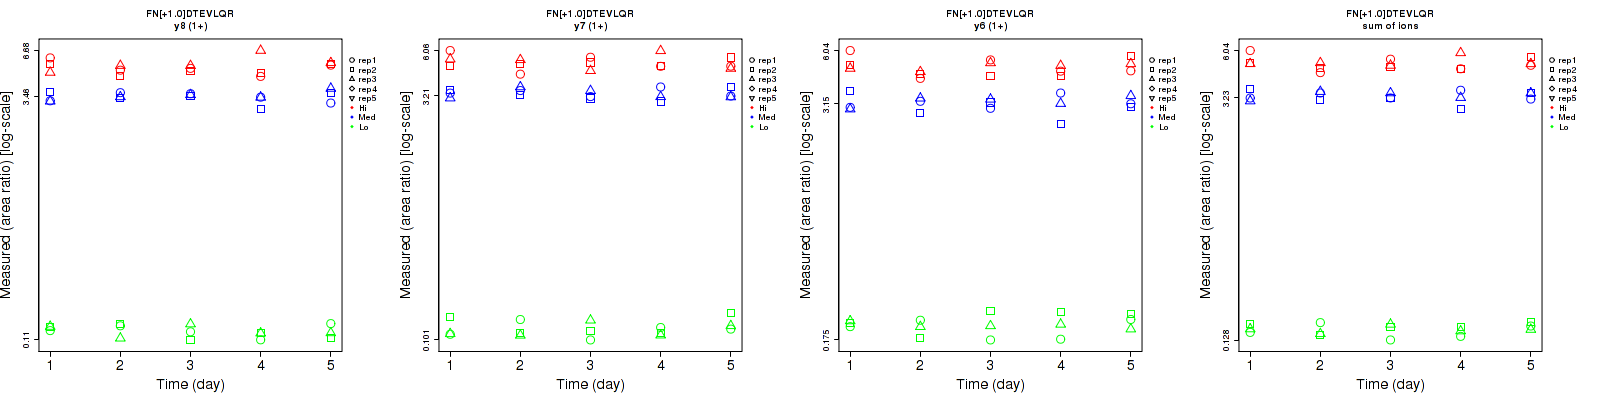 FN[+1.0]DTEVLQR
y8 (1+)
Measured (area ratio) [log-scale]
6.68
3.46
0.11
1 2 3 4 5
Time (day)
rep1
rep2
rep3
rep4
rep5
Hi
Med
Lo
FN[+1.0]DTEVLQR
y7 (1+)
Measured (area ratio) [log-scale]
6.06
3.21
0.101
1 2 3 4 5
Time (day)
rep1
rep2
rep3
rep4
rep5
Hi
Med
Lo
FN[+1.0]DTEVLQR
y6 (1+)
Measured (area ratio) [log-scale]
6.04
3.15
0.175
1 2 3 4 5
Time (day)
rep1
rep2
rep3
rep4
rep5
Hi
Med
Lo
FN[+1.0]DTEVLQR
sum of ions
Measured (area ratio) [log-scale]
6.04
3.23
0.128
1 2 3 4 5
Time (day)
rep1
rep2
rep3
rep4
rep5
Hi
Med
Lo